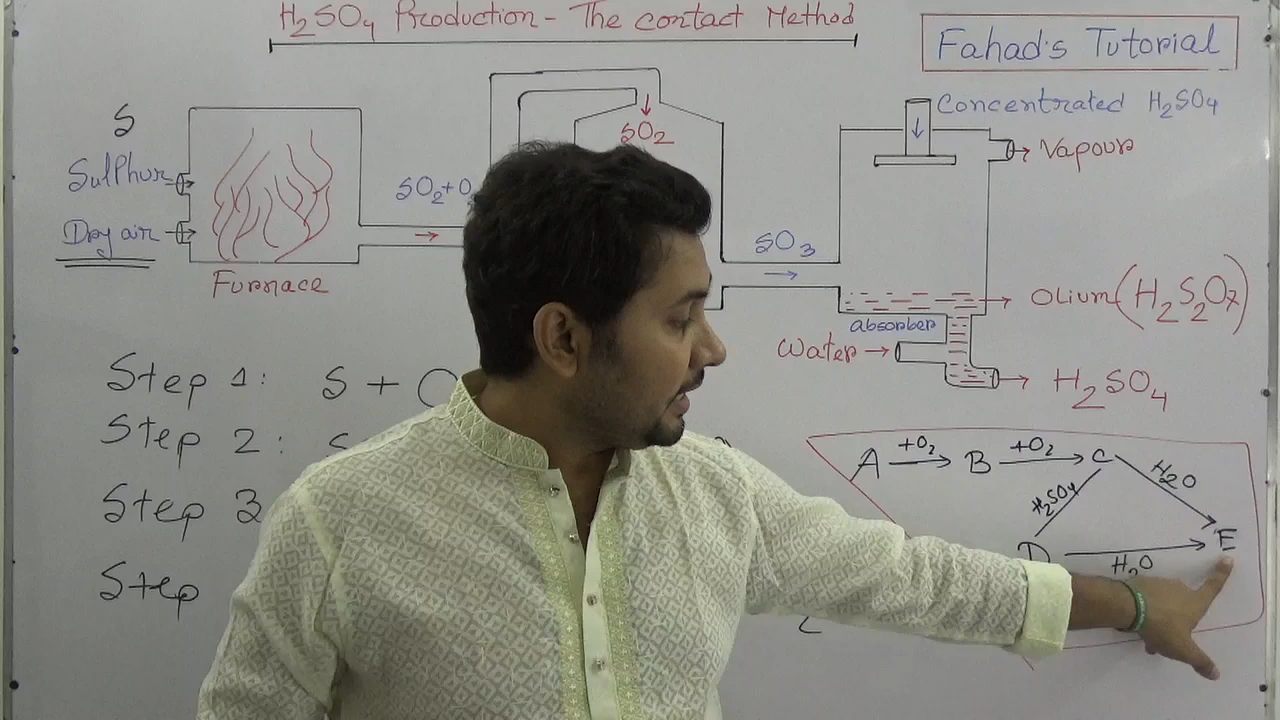 H₂SO₄ Production - The contact Method
Fahad's Tutorial
S
Sulphur
Dry air
Furnace
SO₂+O
SO₂
SO₃
Concentrated H₂SO₄
Vapour
Olium (H₂S₂O₇)
absorber
Water
H₂SO₄
Step 1: S + O
Step 2: S
Step 3
Step
A +O₂ → B +O₂ → C
H₂SO₄
H₂O
D → E
H₂O